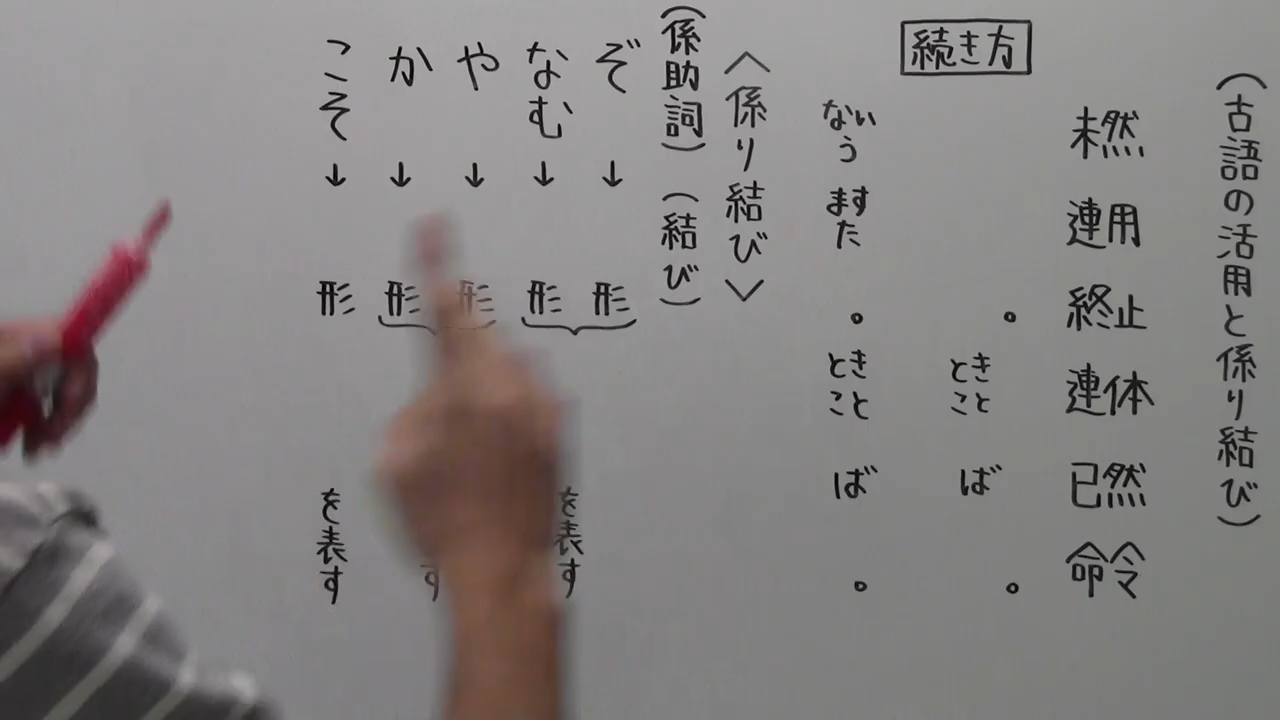 (古語の活用と係り結び)
未然
連用
終止
連体
已然
命令
続き方
。
とき
こと
ば
。
ない
う
ます
た
。
とき
こと
ば
。
〈係り結び〉
(係助詞)(結び)
ぞ→形
なむ→形
を表す
や→形
か→形
す
こそ→形
を表す